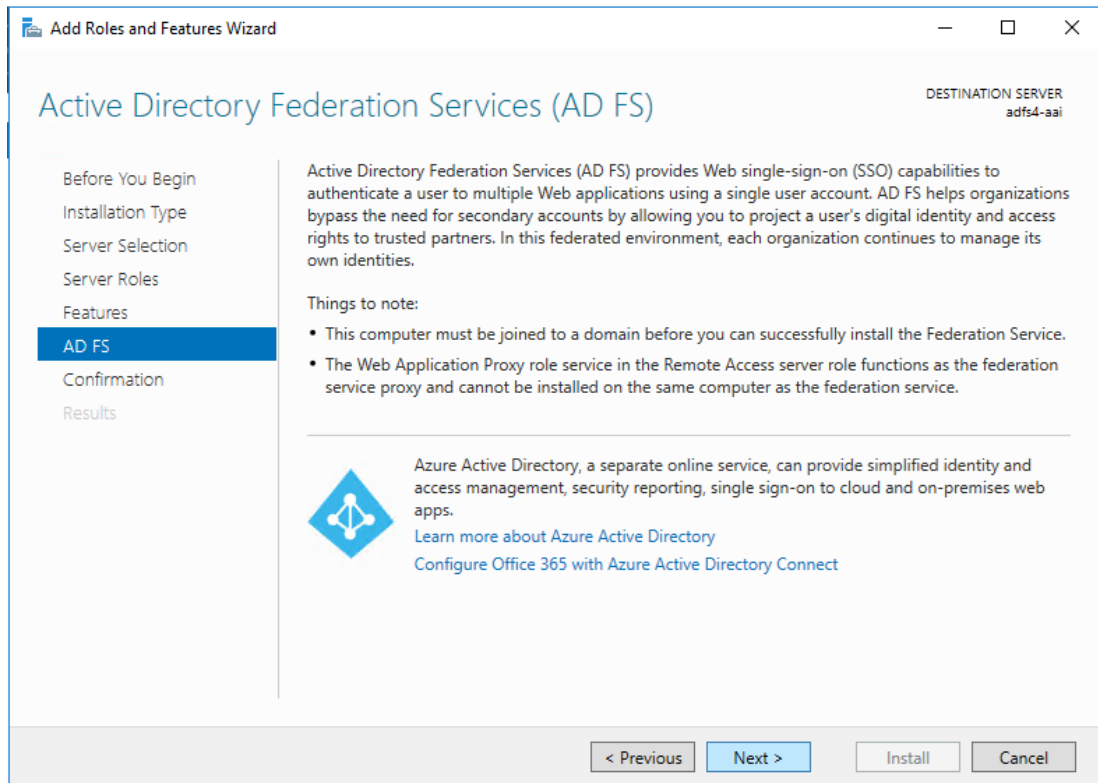 Add Roles and Features Wizard
Active Directory Federation Services (AD FS)
DESTINATION SERVER
adfs4-aai
Before You Begin
Installation Type
Server Selection
Server Roles
Features
AD FS
Confirmation
Results
Active Directory Federation Services (AD FS) provides Web single-sign-on (SSO) capabilities to
authenticate a user to multiple Web applications using a single user account. AD FS helps organizations
bypass the need for secondary accounts by allowing you to project a user's digital identity and access
rights to trusted partners. In this federated environment, each organization continues to manage its
own identities.
Things to note:
• This computer must be joined to a domain before you can successfully install the Federation Service.
• The Web Application Proxy role service in the Remote Access server role functions as the federation
service proxy and cannot be installed on the same computer as the federation service.
Azure Active Directory, a separate online service, can provide simplified identity and
access management, security reporting, single sign-on to cloud and on-premises web
apps.
Learn more about Azure Active Directory
Configure Office 365 with Azure Active Directory Connect
< Previous
Next >
Install
Cancel